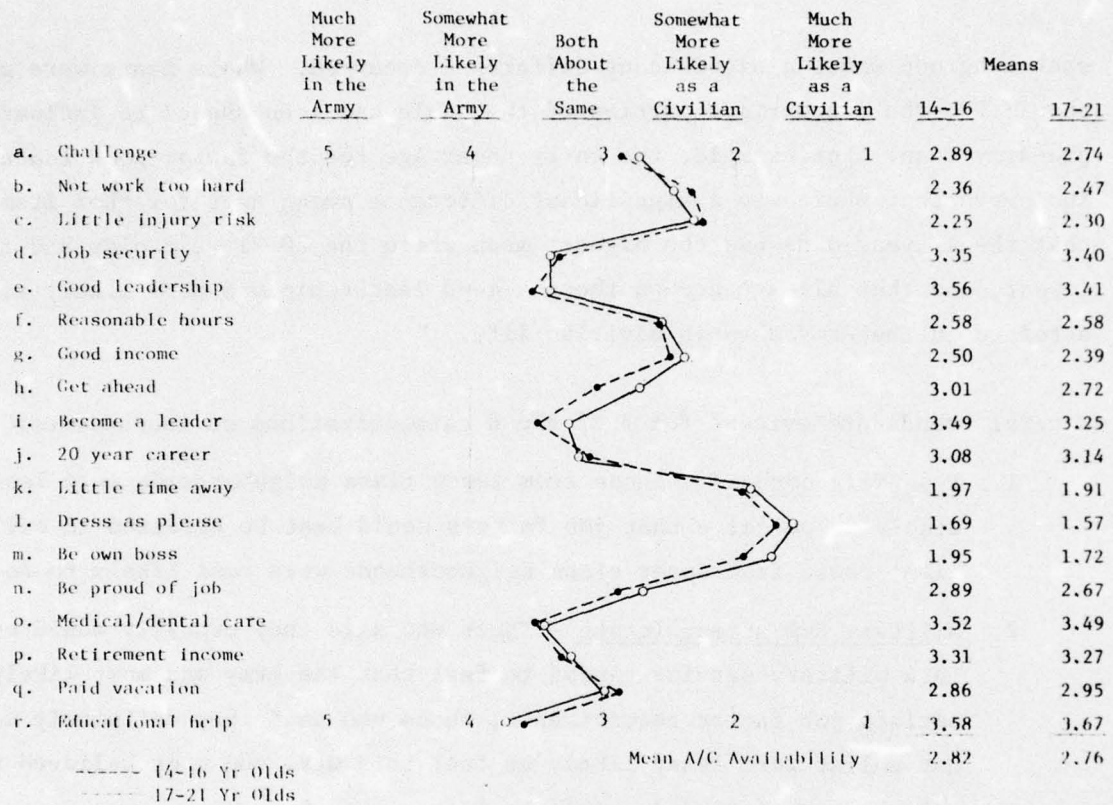 Much Somewhat Somewhat Much
More More Both More More
Likely Likely About Likely Likely Means
in the in the the as a as a
Army Army Same Civilian Civilian 14-16 17-21
a. Challenge 5 4 3 2 1 2.89 2.74
b. Not work too hard 2.36 2.47
c. Little injury risk 2.25 2.30
d. Job security 3.35 3.40
e. Good leadership 3.56 3.41
f. Reasonable hours 2.58 2.58
g. Good income 2.50 2.39
h. Get ahead 3.01 2.72
i. Become a leader 3.49 3.25
j. 20 year career 3.08 3.14
k. Little time away 1.97 1.91
l. Dress as please 1.69 1.57
m. Be own boss 1.95 1.72
n. Be proud of job 2.89 2.67
o. Medical/dental care 3.52 3.49
p. Retirement income 3.31 3.27
q. Paid vacation 2.86 2.95
r. Educational help 5 4 3 2 1 3.58 3.67
Mean A/C Availability 2.82 2.76
14-16 Yr Olds
17-21 Yr Olds